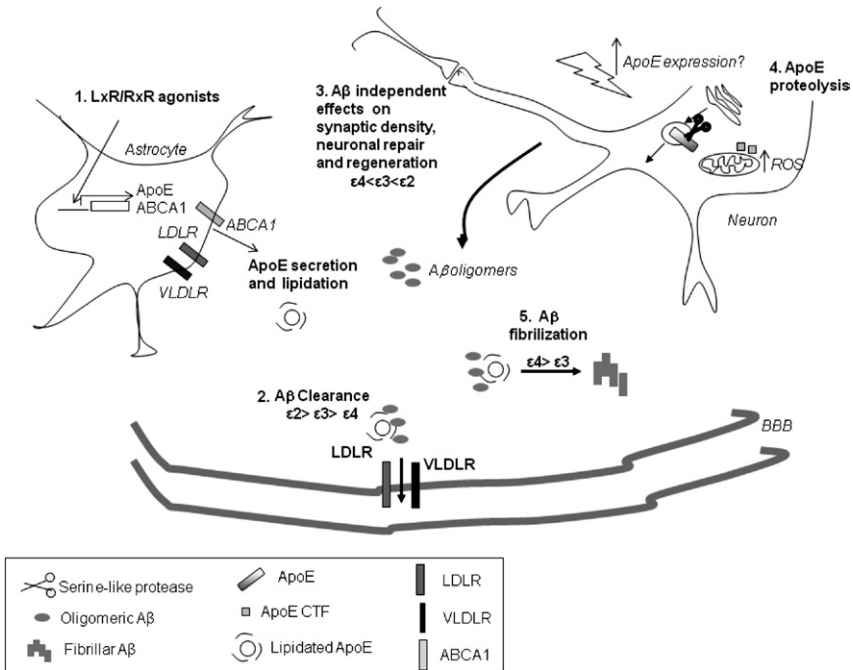 1. LxR/RxR agonists
Astrocyte
ApoE
ABCA1
LDLR
ABCA1
VLDLR
ApoE secretion
and lipidation
3. Aβ independent
effects on
synaptic density,
neuronal repair
and regeneration
ε4<ε3<ε2
ApoE expression?
4. ApoE
proteolysis
ROS
Neuron
Aβ oligomers
5. Aβ
fibrilization
ε4> ε3
2. Aβ Clearance
ε2> ε3> ε4
LDLR
VLDLR
BBB
Serine-like protease
Oligomeric Aβ
Fibrillar Aβ
ApoE
ApoE CTF
Lipidated ApoE
LDLR
VLDLR
ABCA1